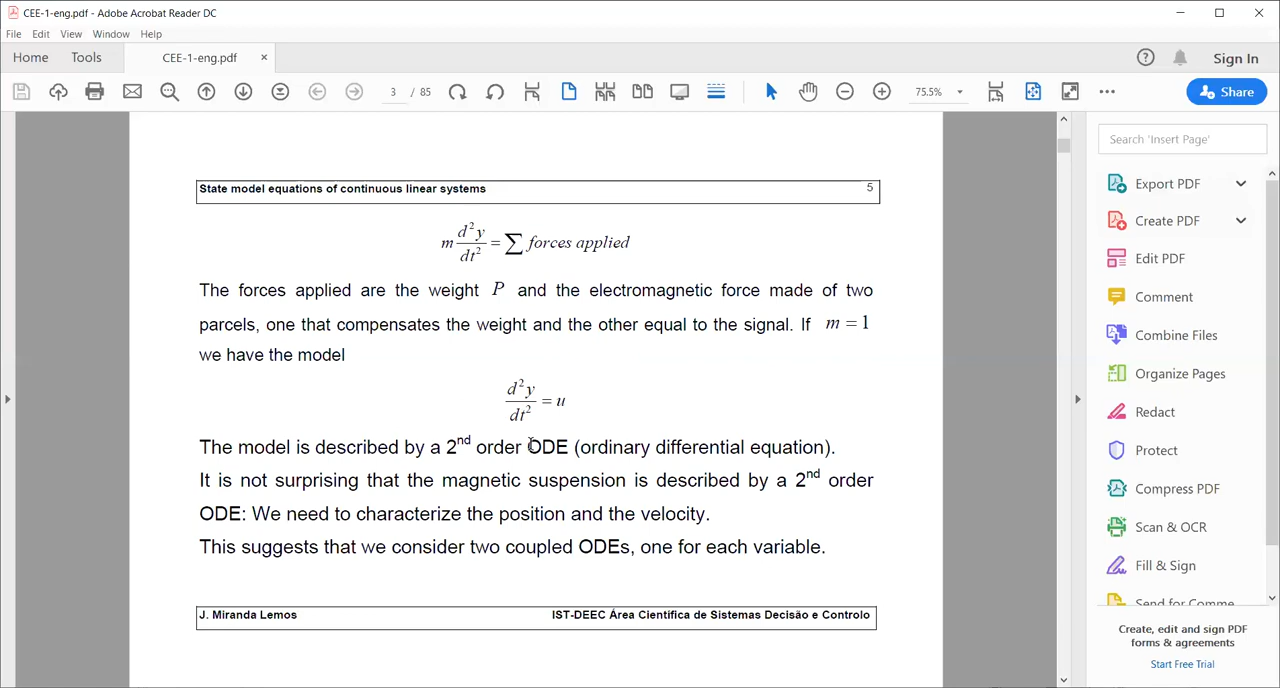 CEE-1-eng.pdf - Adobe Acrobat Reader DC
File Edit View Window Help
Home Tools CEE-1-eng.pdf × Sign In
3 / 85 75.5% Share
Search 'Insert Page'
Export PDF
Create PDF
Edit PDF
Comment
Combine Files
Organize Pages
Redact
Protect
Compress PDF
Scan & OCR
Fill & Sign
Send for Comme
Create, edit and sign PDF
forms & agreements
Start Free Trial
State model equations of continuous linear systems 5
m d²y/dt² = ∑ forces applied
The forces applied are the weight P and the electromagnetic force made of two
parcels, one that compensates the weight and the other equal to the signal. If m = 1
we have the model
d²y/dt² = u
The model is described by a 2nd order ODE (ordinary differential equation).
It is not surprising that the magnetic suspension is described by a 2nd order
ODE: We need to characterize the position and the velocity.
This suggests that we consider two coupled ODEs, one for each variable.
J. Miranda Lemos IST-DEEC Área Científica de Sistemas Decisão e Controlo